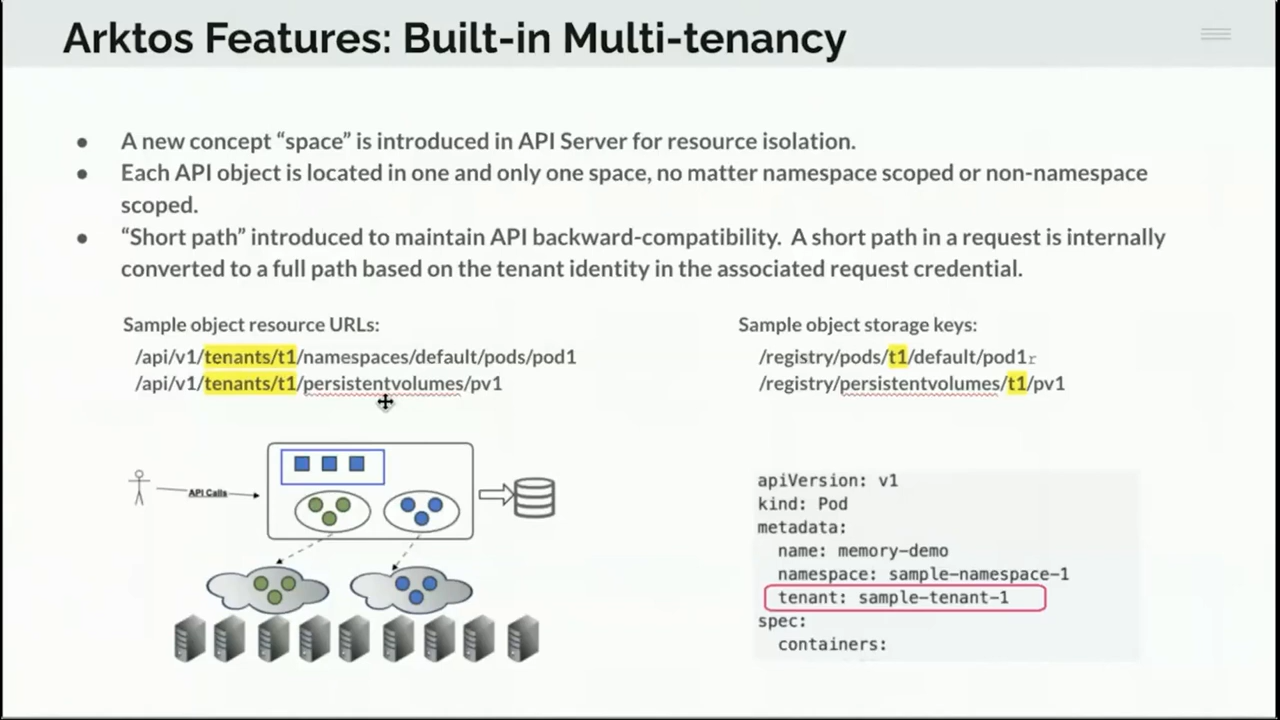 Arktos Features: Built-in Multi-tenancy
● A new concept “space” is introduced in API Server for resource isolation.
● Each API object is located in one and only one space, no matter namespace scoped or non-namespace
scoped.
● “Short path” introduced to maintain API backward-compatibility. A short path in a request is internally
converted to a full path based on the tenant identity in the associated request credential.
Sample object resource URLs:
/api/v1/tenants/t1/namespaces/default/pods/pod1
/api/v1/tenants/t1/persistentvolumes/pv1
Sample object storage keys:
/registry/pods/t1/default/pod1r
/registry/persistentvolumes/t1/pv1
API Calls
apiVersion: v1
kind: Pod
metadata:
  name: memory-demo
  namespace: sample-namespace-1
  tenant: sample-tenant-1
spec:
  containers: